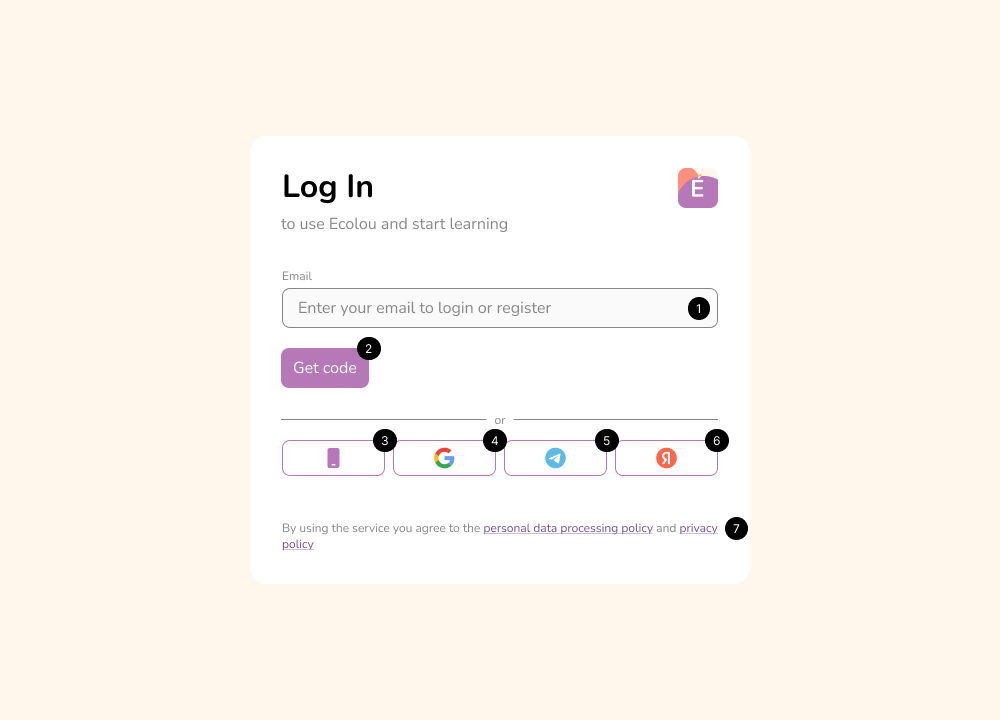 Log In
É
to use Ecolou and start learning
Email
Enter your email to login or register
1
2
Get code
or
3
4
5
6
Я
By using the service you agree to the personal data processing policy and privacy
7
policy